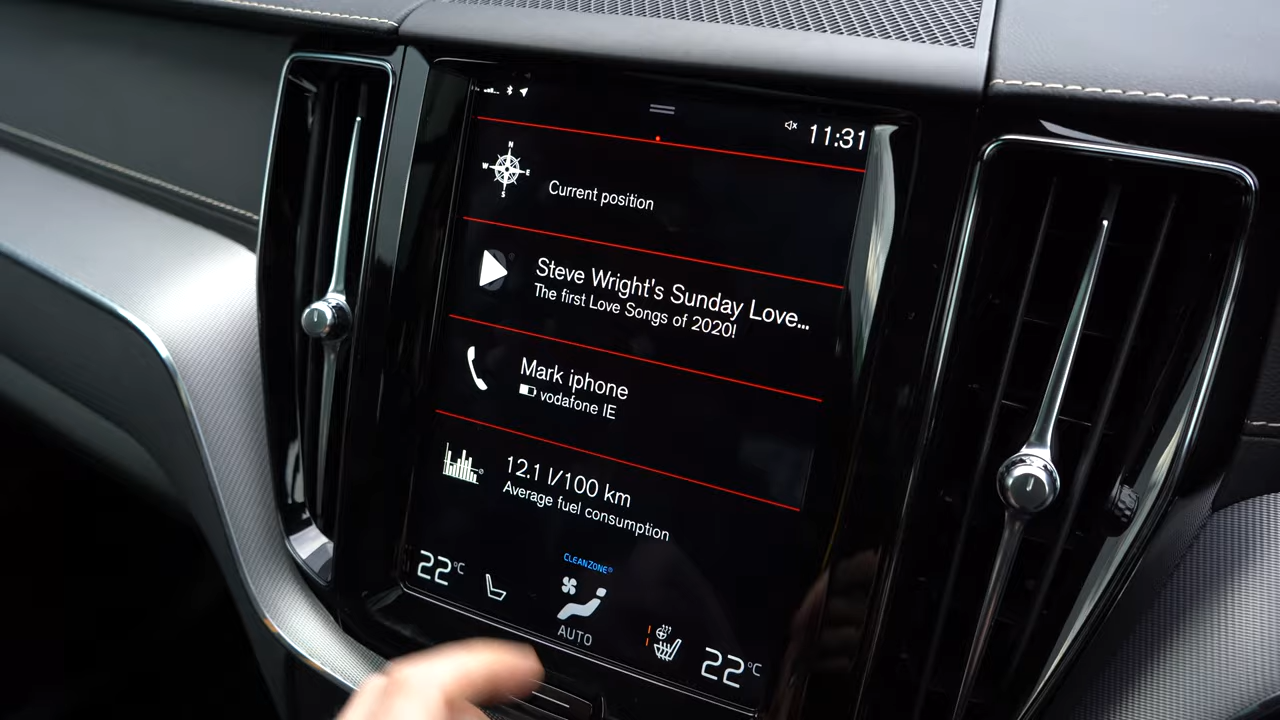 11:31
N
W E
S
Current position
Steve Wright's Sunday Love...
The first Love Songs of 2020!
Mark iphone
vodafone IE
12.1 l/100 km
Average fuel consumption
CLEANZONE®
22°C
AUTO
22°C